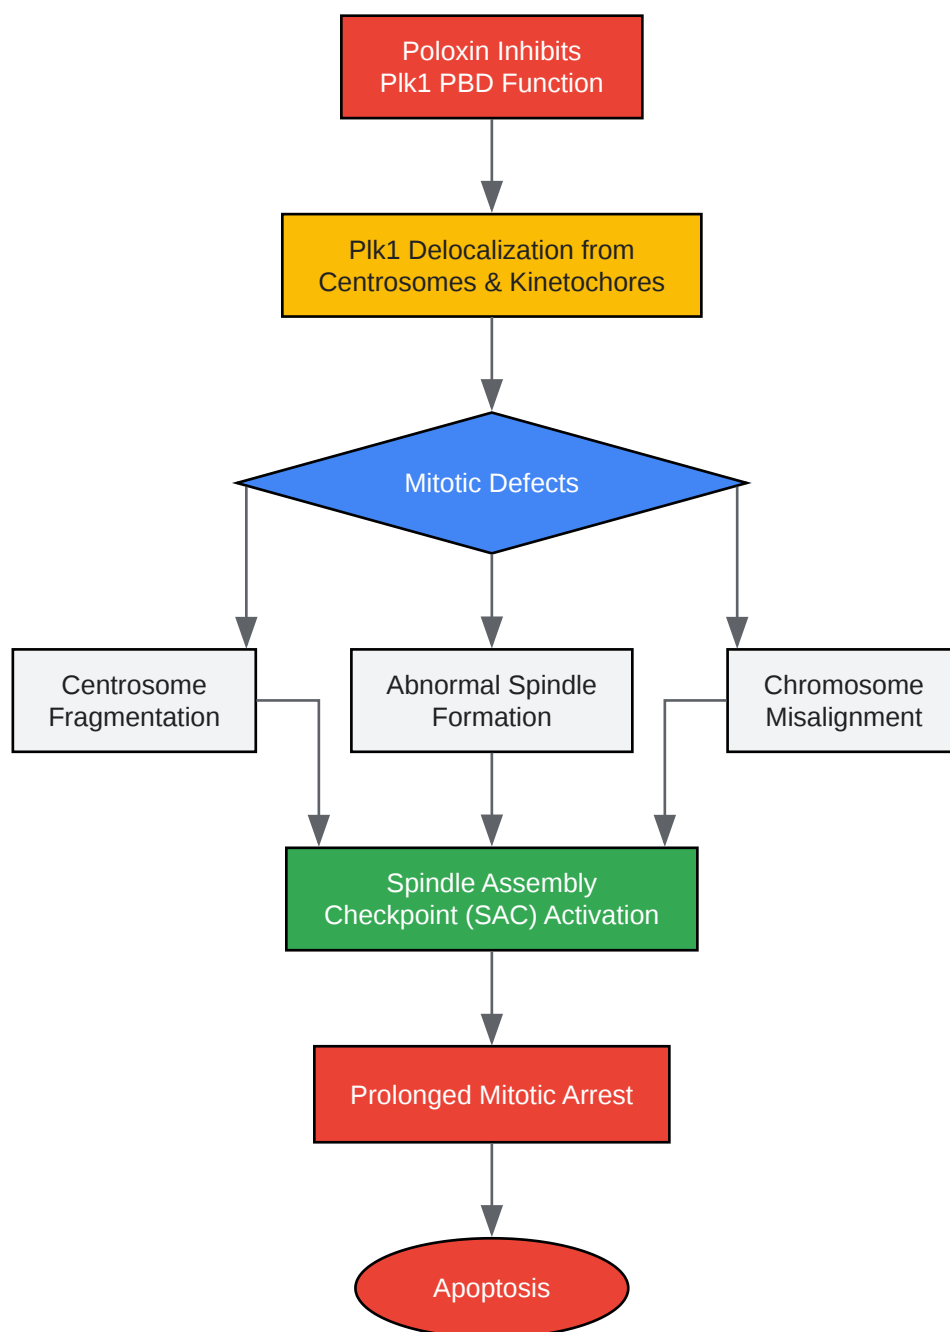 Poloxin Inhibits
Plk1 PBD Function
Plk1 Delocalization from
Centrosomes & Kinetochores
Mitotic Defects
Centrosome
Fragmentation
Abnormal Spindle
Formation
Chromosome
Misalignment
Spindle Assembly
Checkpoint (SAC) Activation
Prolonged Mitotic Arrest
Apoptosis